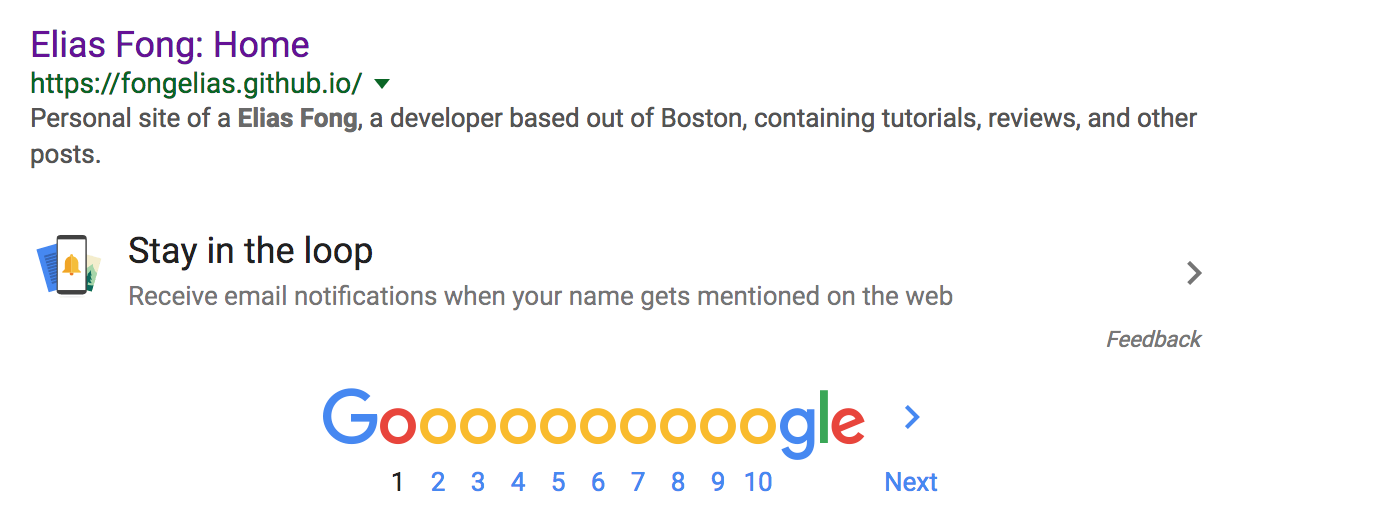 Elias Fong: Home
https://fongelias.github.io/
Personal site of a Elias Fong, a developer based out of Boston, containing tutorials, reviews, and other
posts.
Stay in the loop
Receive email notifications when your name gets mentioned on the web
Feedback
Goooooooooogle
1 2 3 4 5 6 7 8 9 10 Next